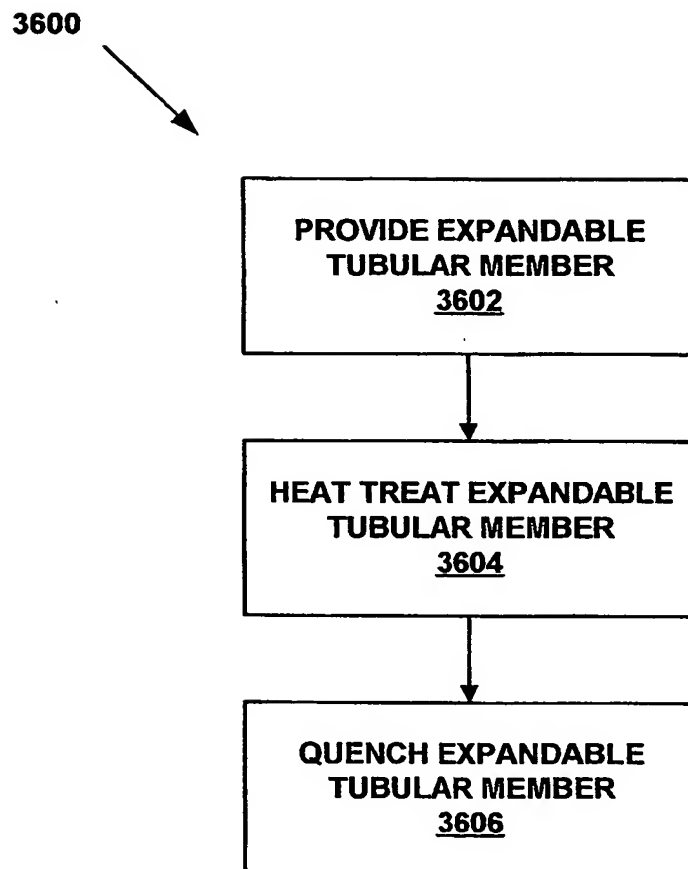 3600
PROVIDE EXPANDABLE
TUBULAR MEMBER
3602
HEAT TREAT EXPANDABLE
TUBULAR MEMBER
3604
QUENCH EXPANDABLE
TUBULAR MEMBER
3606